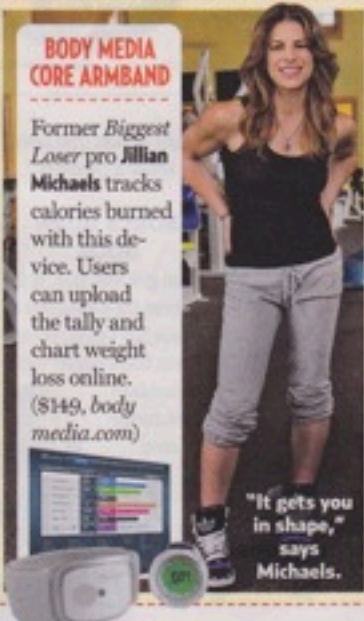 BODY MEDIA
CORE ARMBAND
Former Biggest
Loser pro Jillian
Michaels tracks
calories burned
with this de-
vice. Users
can upload
the tally and
chart weight
loss online.
($149, body
media.com)
"It gets you
in shape,"
says
Michaels.